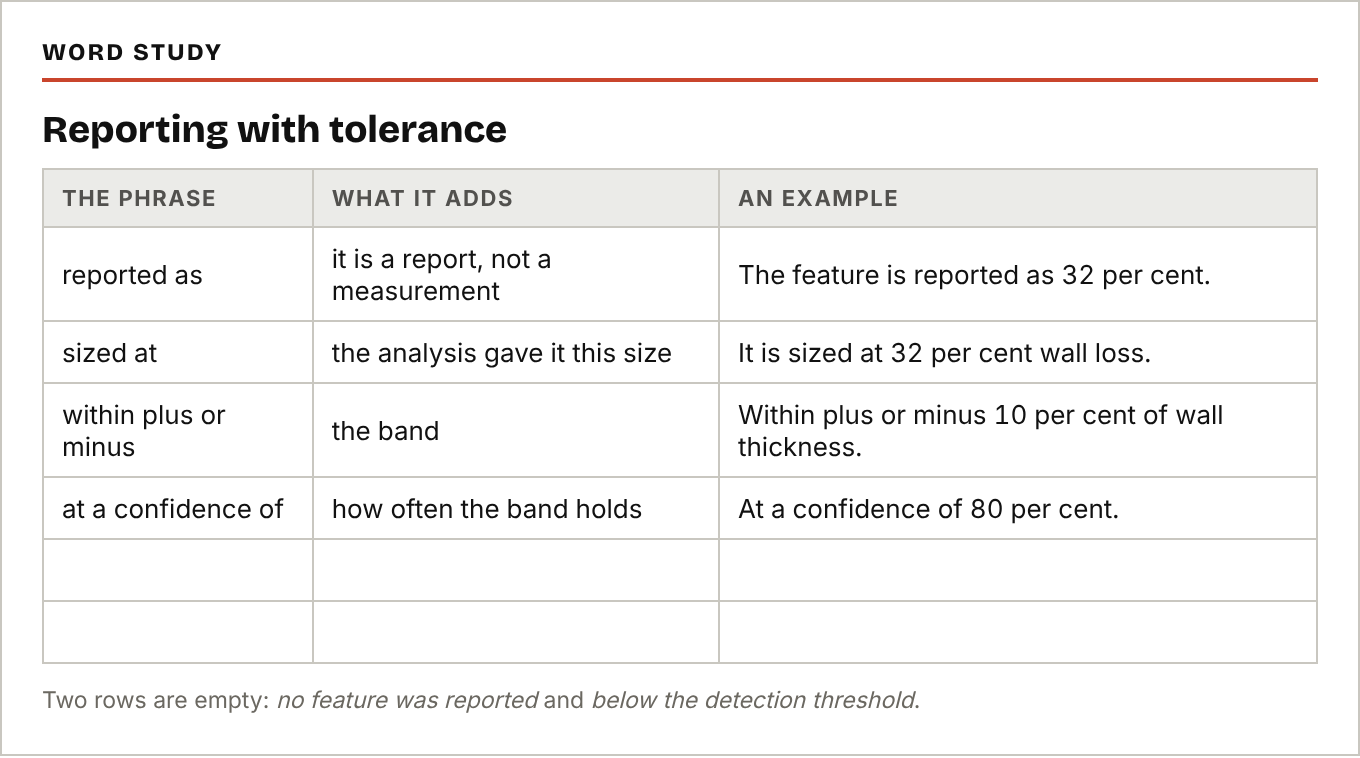 WORD STUDY
Reporting with tolerance
THE PHRASE
WHAT IT ADDS
AN EXAMPLE
reported as
it is a report, not a
measurement
The feature is reported as 32 per cent.
sized at
the analysis gave it this size
It is sized at 32 per cent wall loss.
within plus or
minus
the band
Within plus or minus 10 per cent of wall
thickness.
at a confidence of
how often the band holds
At a confidence of 80 per cent.
Two rows are empty: no feature was reported and below the detection threshold.